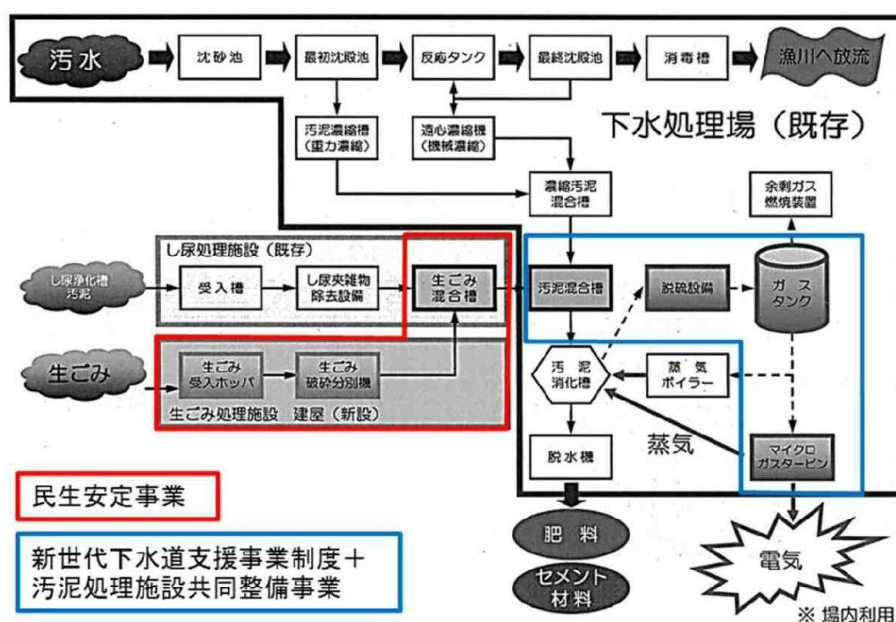 汚水
沈砂池
最初沈殿池
反応タンク
最終沈殿池
消毒槽
漁川へ放流
汚泥濃縮槽
(重力濃縮)
遠心濃縮機
(機械濃縮)
下水処理場(既存)
濃縮汚泥
混合槽
余剰ガス
燃焼装置
し尿処理施設(既存)
し尿浄化槽
汚泥
受入槽
し尿夾雑物
除去設備
生ごみ
混合槽
汚泥混合槽
脱硫設備
ガス
タンク
生ごみ
生ごみ
受入ホッパ
生ごみ
破砕分別機
生ごみ処理施設 建屋(新設)
汚泥
消化槽
蒸気
ボイラー
脱水機
蒸気
マイクロ
ガスタービン
民生安定事業
新世代下水道支援事業制度+
汚泥処理施設共同整備事業
肥料
セメント
材料
電気
※ 場内利用